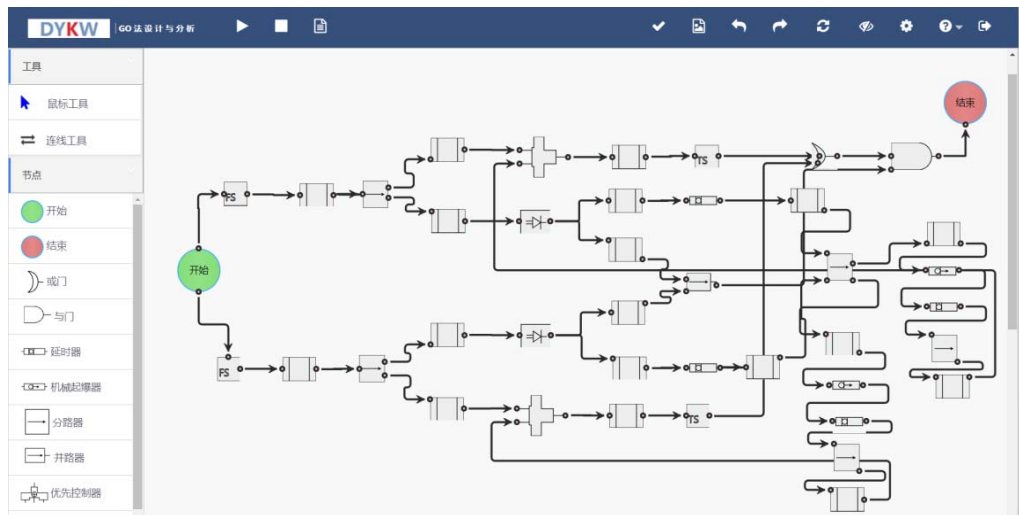 DYKW GO法设计与分析
工具
鼠标工具
连线工具
节点
开始
结束
或门
与门
延时器
机械起爆器
分路器
并路器
优先控制器
结束
TS
FS
开始
FS
TS